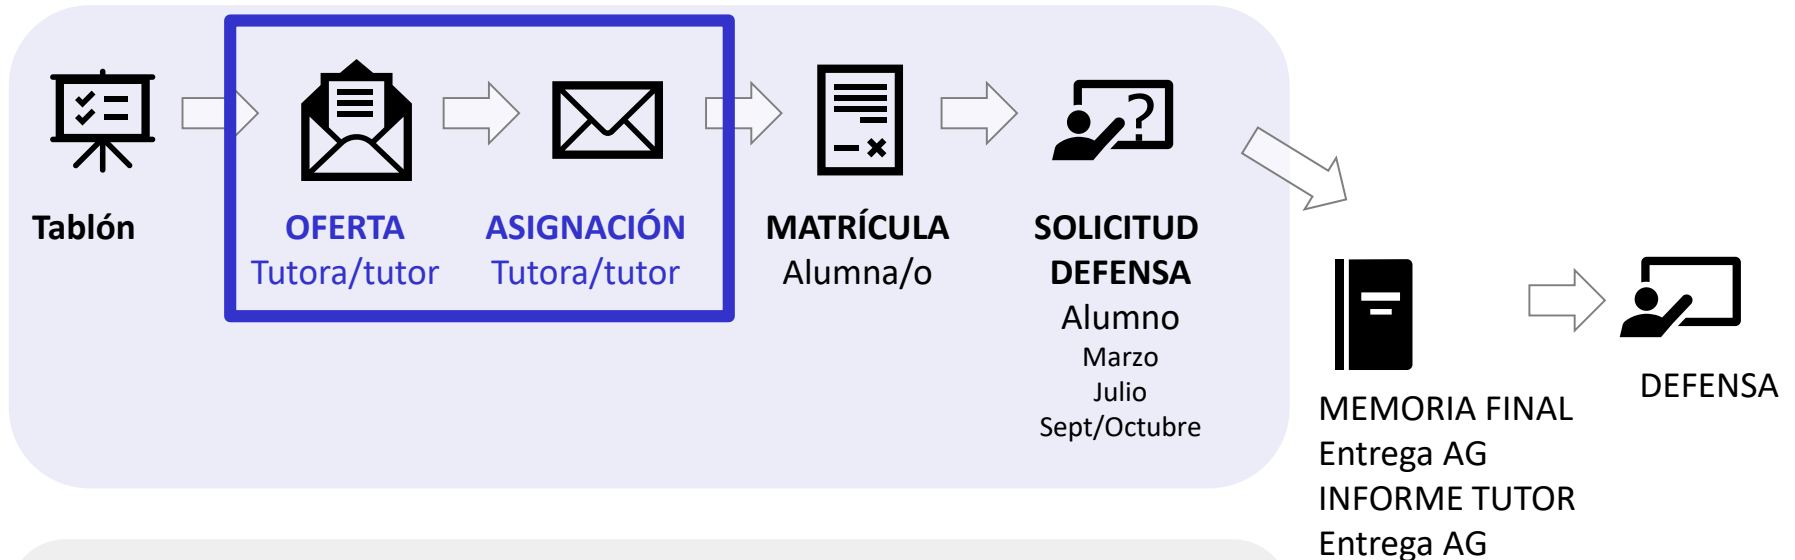 Tablón
OFERTA
Tutora/tutor
ASIGNACIÓN
Tutora/tutor
MATRÍCULA
Alumna/o
?
SOLICITUD
DEFENSA
Alumno
Marzo
Julio
Sept/Octubre
MEMORIA FINAL
Entrega AG
INFORME TUTOR
Entrega AG
DEFENSA